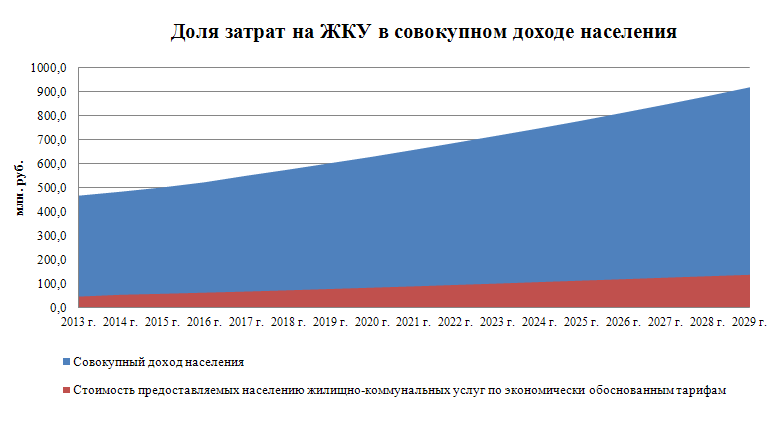 Доля затрат на ЖКУ в совокупном доходе населения
1000,0
900,0
800,0
700,0
600,0
500,0
400,0
300,0
200,0
100,0
0,0
млн. руб.
2013 г. 2014 г. 2015 г. 2016 г. 2017 г. 2018 г. 2019 г. 2020 г. 2021 г. 2022 г. 2023 г. 2024 г. 2025 г. 2026 г. 2027 г. 2028 г. 2029 г.
Совокупный доход населения
Стоимость предоставляемых населению жилищно-коммунальных услуг по экономически обоснованным тарифам